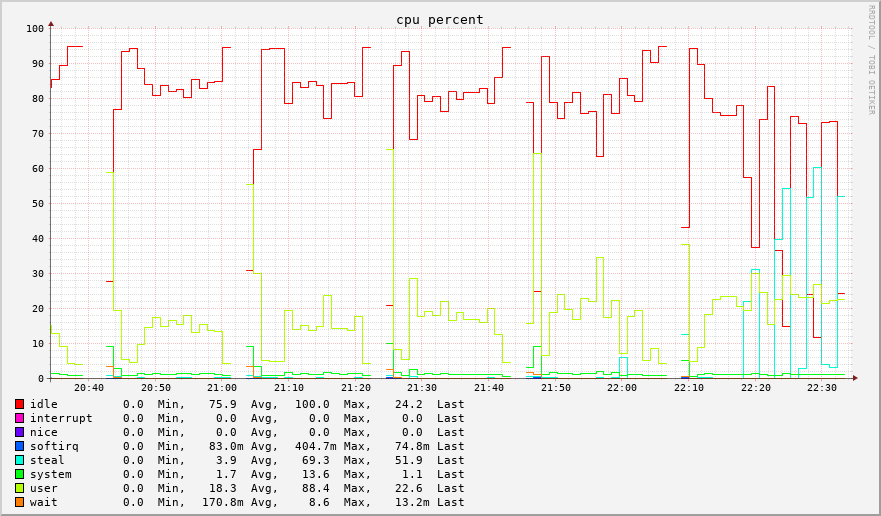 cpu percent
RRDTOOL / TOBI OETIKER
100
90
80
70
60
50
40
30
20
10
0
20:40 20:50 21:00 21:10 21:20 21:30 21:40 21:50 22:00 22:10 22:20 22:30
idle 0.0 Min, 75.9 Avg, 100.0 Max, 24.2 Last
interrupt 0.0 Min, 0.0 Avg, 0.0 Max, 0.0 Last
nice 0.0 Min, 0.0 Avg, 0.0 Max, 0.0 Last
softirq 0.0 Min, 83.0m Avg, 404.7m Max, 74.8m Last
steal 0.0 Min, 3.9 Avg, 69.3 Max, 51.9 Last
system 0.0 Min, 1.7 Avg, 13.6 Max, 1.1 Last
user 0.0 Min, 18.3 Avg, 88.4 Max, 22.6 Last
wait 0.0 Min, 170.8m Avg, 8.6 Max, 13.2m Last